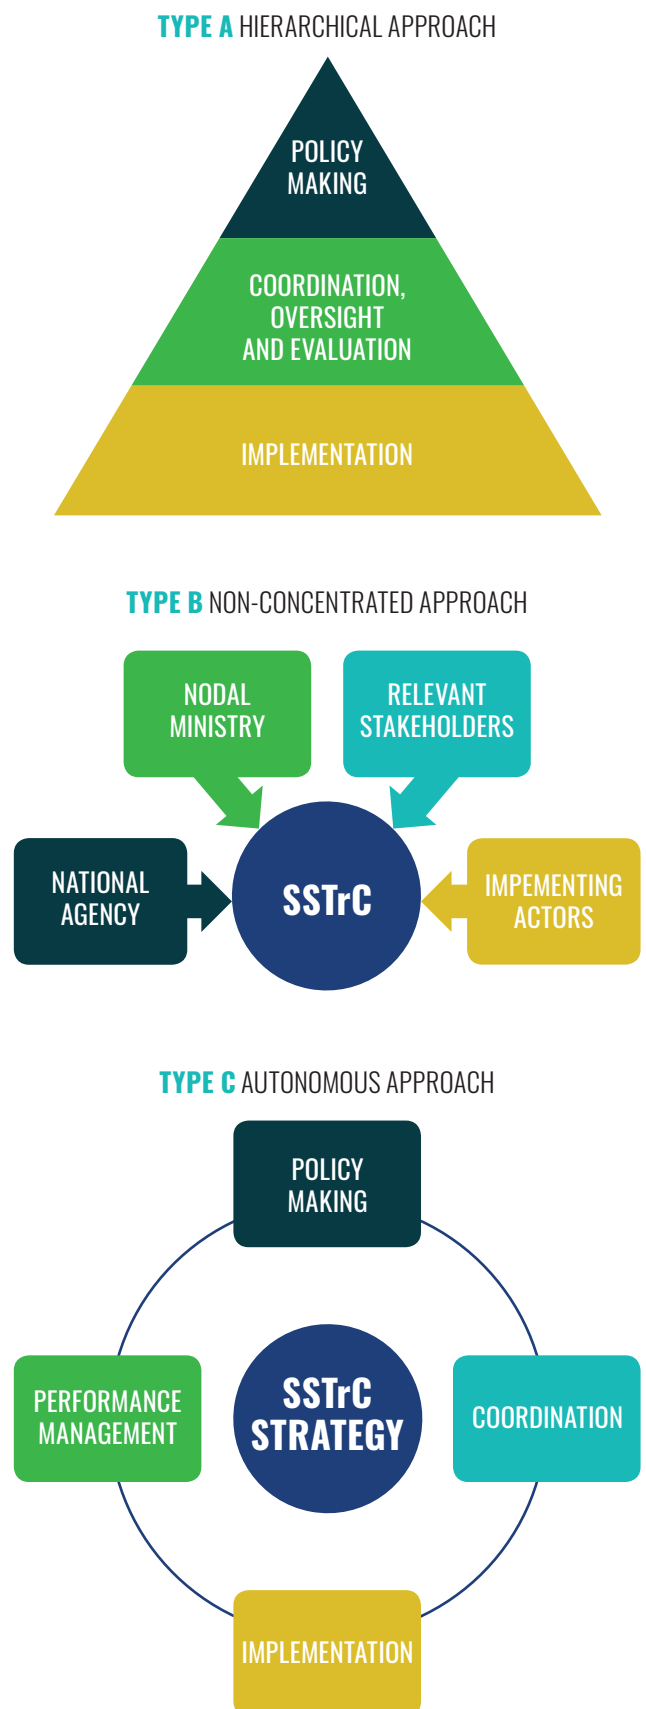 TYPE A HIERARCHICAL APPROACH
POLICY
MAKING
COORDINATION,
OVERSIGHT
AND EVALUATION
IMPLEMENTATION
TYPE B NON-CONCENTRATED APPROACH
NODAL
MINISTRY
RELEVANT
STAKEHOLDERS
NATIONAL
AGENCY
SSTrC
IMPEMENTING
ACTORS
TYPE C AUTONOMOUS APPROACH
POLICY
MAKING
PERFORMANCE
MANAGEMENT
SSTrC
STRATEGY
COORDINATION
IMPLEMENTATION